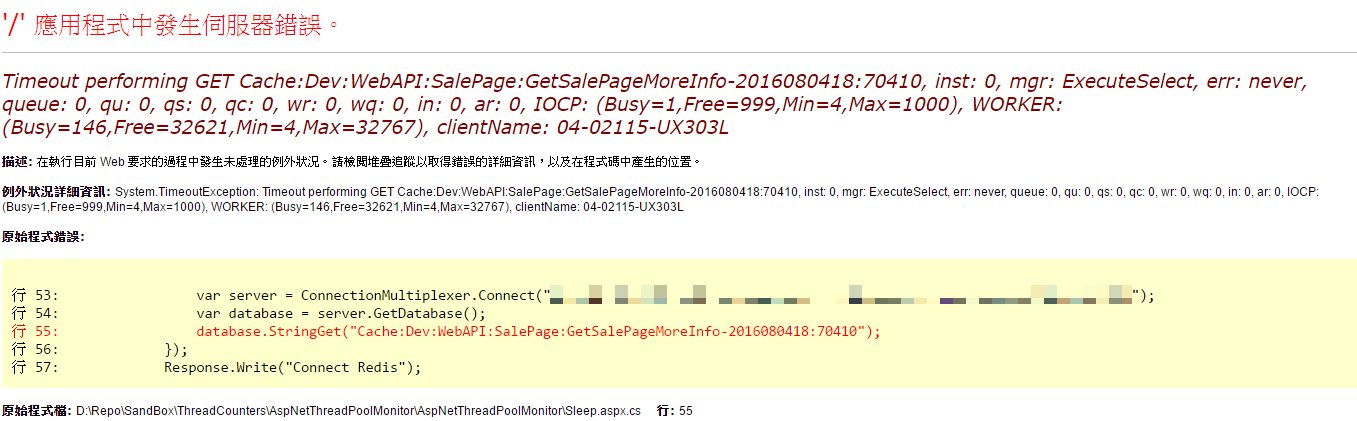 '/' 應用程式中發生伺服器錯誤。
Timeout performing GET Cache:Dev:WebAPI:SalePage:GetSalePageMoreInfo-2016080418:70410, inst: 0, mgr: ExecuteSelect, err: never,
queue: 0, qu: 0, qs: 0, qc: 0, wr: 0, wq: 0, in: 0, ar: 0, IOCP: (Busy=1,Free=999,Min=4,Max=1000), WORKER:
(Busy=146,Free=32621,Min=4,Max=32767), clientName: 04-02115-UX303L
描述: 在執行目前 Web 要求的過程中發生未處理的例外狀況。請檢閱堆疊追蹤以取得錯誤的詳細資訊，以及在程式碼中產生的位置。
例外狀況詳細資訊: System.TimeoutException: Timeout performing GET Cache:Dev:WebAPI:SalePage:GetSalePageMoreInfo-2016080418:70410, inst: 0, mgr: ExecuteSelect, err: never, queue: 0, qu: 0, qs: 0, qc: 0, wr: 0, wq: 0, in: 0, ar: 0, IOCP:
(Busy=1,Free=999,Min=4,Max=1000), WORKER: (Busy=146,Free=32621,Min=4,Max=32767), clientName: 04-02115-UX303L
原始程式錯誤:
行 53: var server = ConnectionMultiplexer.Connect("");
行 54: var database = server.GetDatabase();
行 55: database.StringGet("Cache:Dev:WebAPI:SalePage:GetSalePageMoreInfo-2016080418:70410");
行 56: });
行 57: Response.Write("Connect Redis");
原始程式檔: D:\Repo\SandBox\ThreadCounters\AspNetThreadPoolMonitor\AspNetThreadPoolMonitor\Sleep.aspx.cs 行: 55